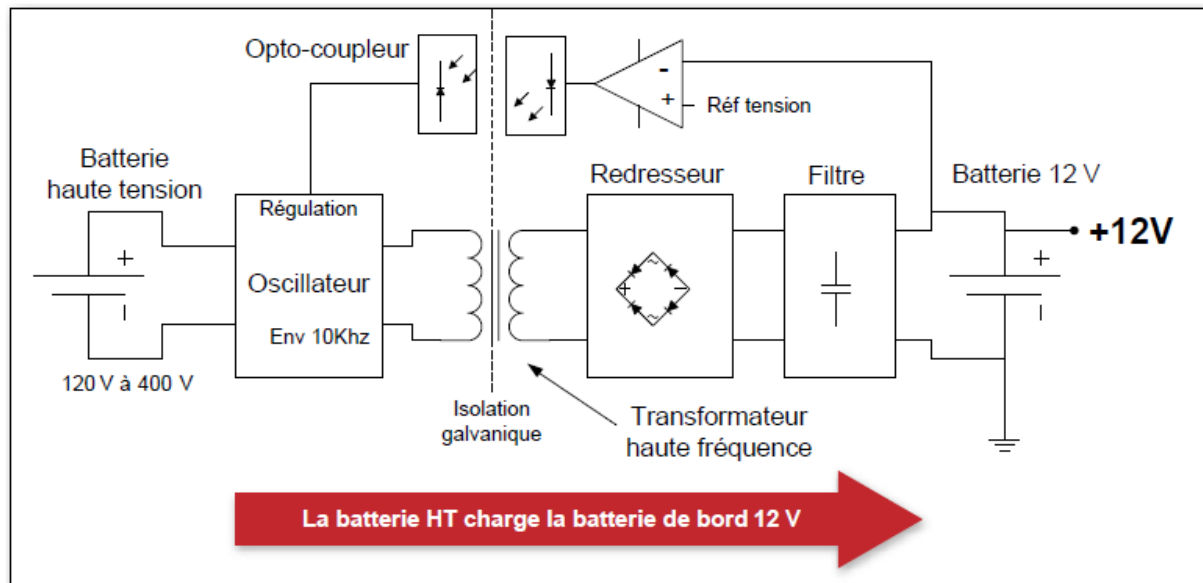 Opto-coupleur
-
+
Réf tension
Batterie
haute tension
Redresseur
Filtre
Batterie 12 V
Régulation
+12V
+
Oscillateur
+
~
-
~
+
Env 10Khz
120 V à 400 V
Isolation
galvanique
Transformateur
haute fréquence
La batterie HT charge la batterie de bord 12 V